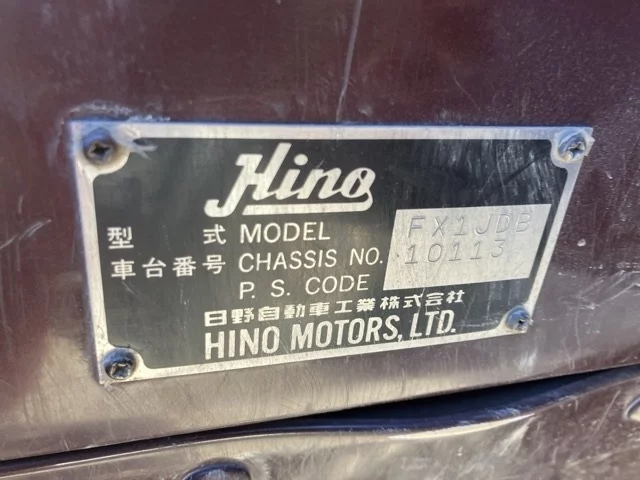 Hino
型 式 MODEL FX1JDB
車台番号 CHASSIS NO. 10113
P. S. CODE
日野自動車工業株式会社
HINO MOTORS, LTD.